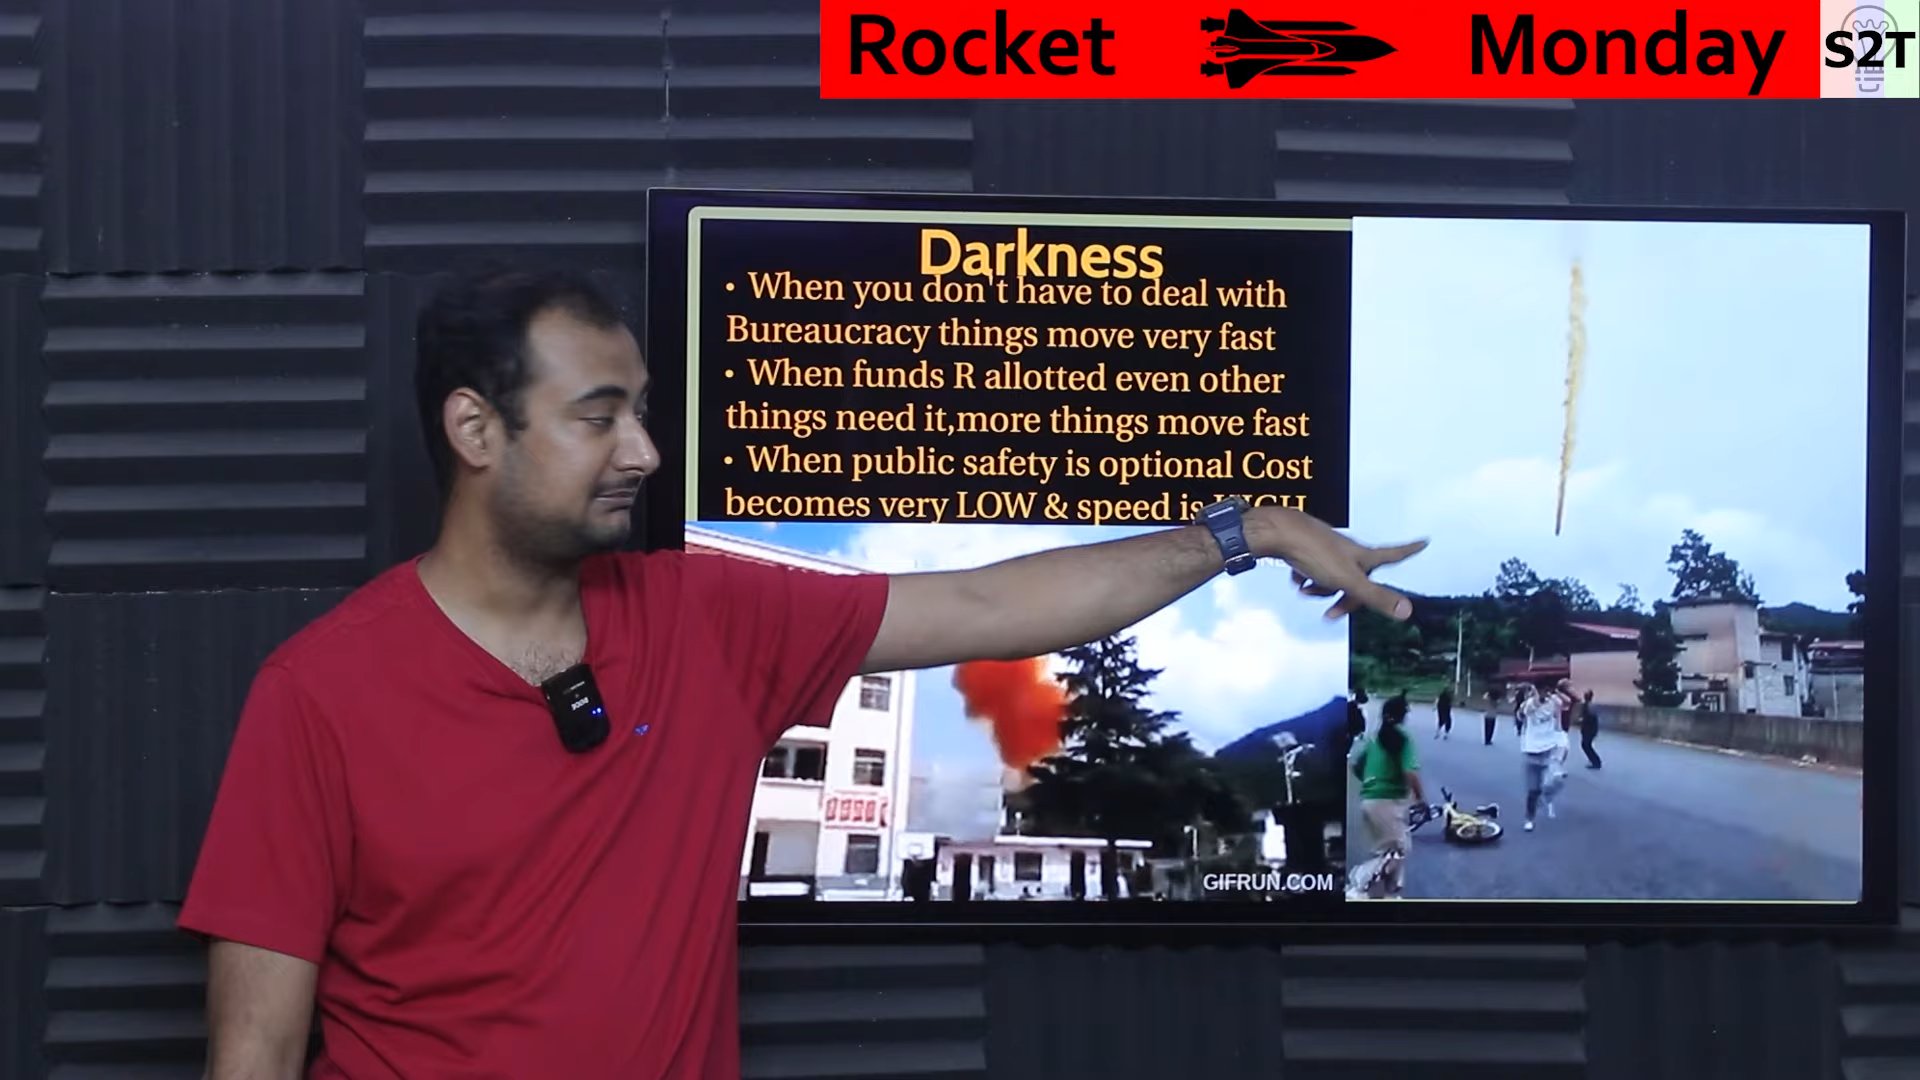 Rocket Monday
S2T
Darkness
• When you don't have to deal with
Bureaucracy things move very fast
• When funds R allotted even other
things need it,more things move fast
• When public safety is optional Cost
becomes very LOW & speed is HIGH
GIFRUN.COM